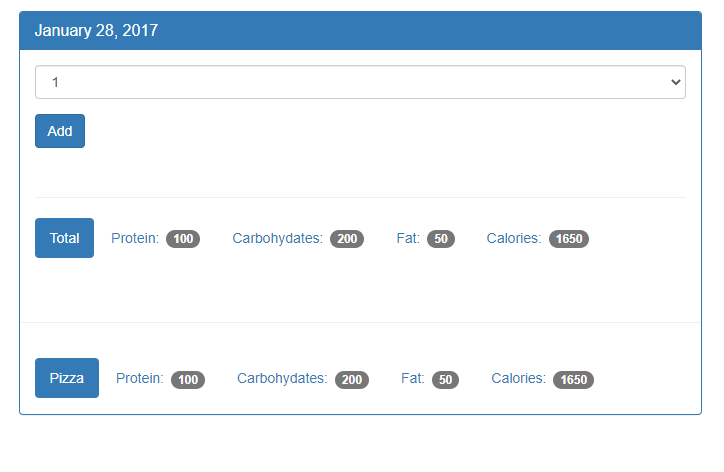 January 28, 2017
1
Add
Total Protein: 100 Carbohydates: 200 Fat: 50 Calories: 1650
Pizza Protein: 100 Carbohydates: 200 Fat: 50 Calories: 1650